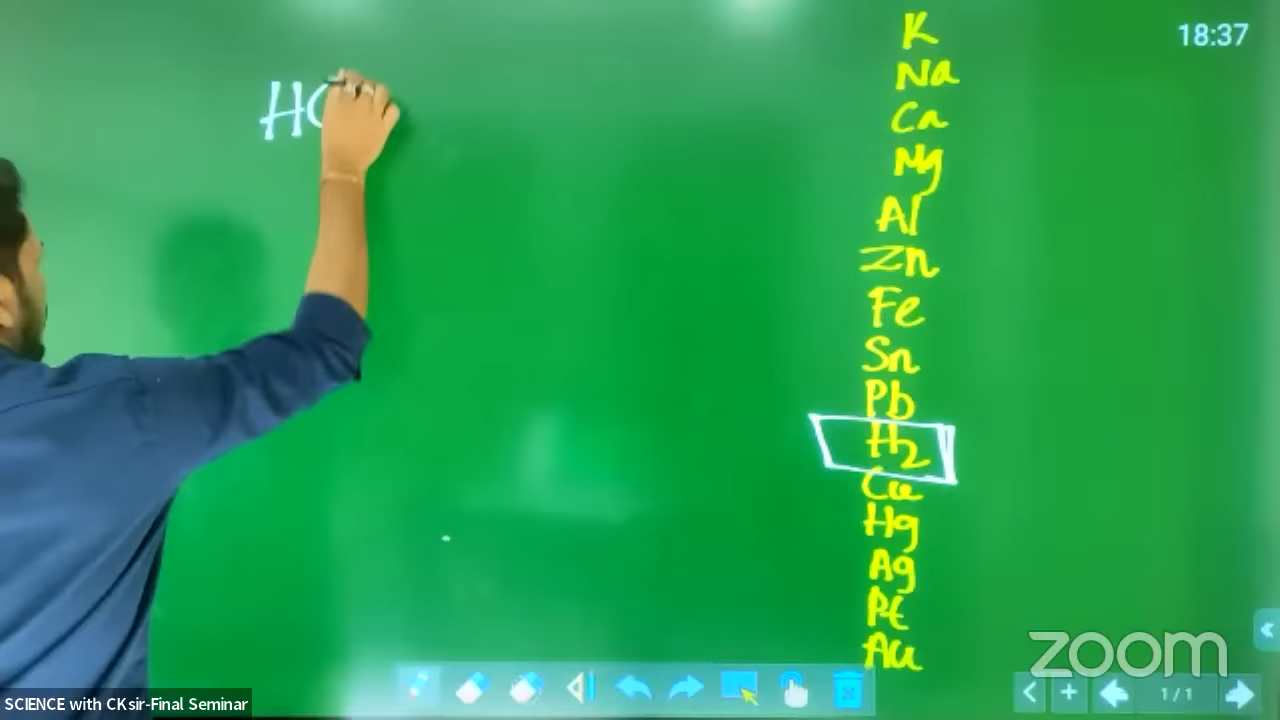 18:37
HC
K
Na
Ca
Mg
Al
Zn
Fe
Sn
Pb
H2
Cu
Hg
Ag
Pt
Au
zoom
1/1
SCIENCE with CKsir-Final Seminar